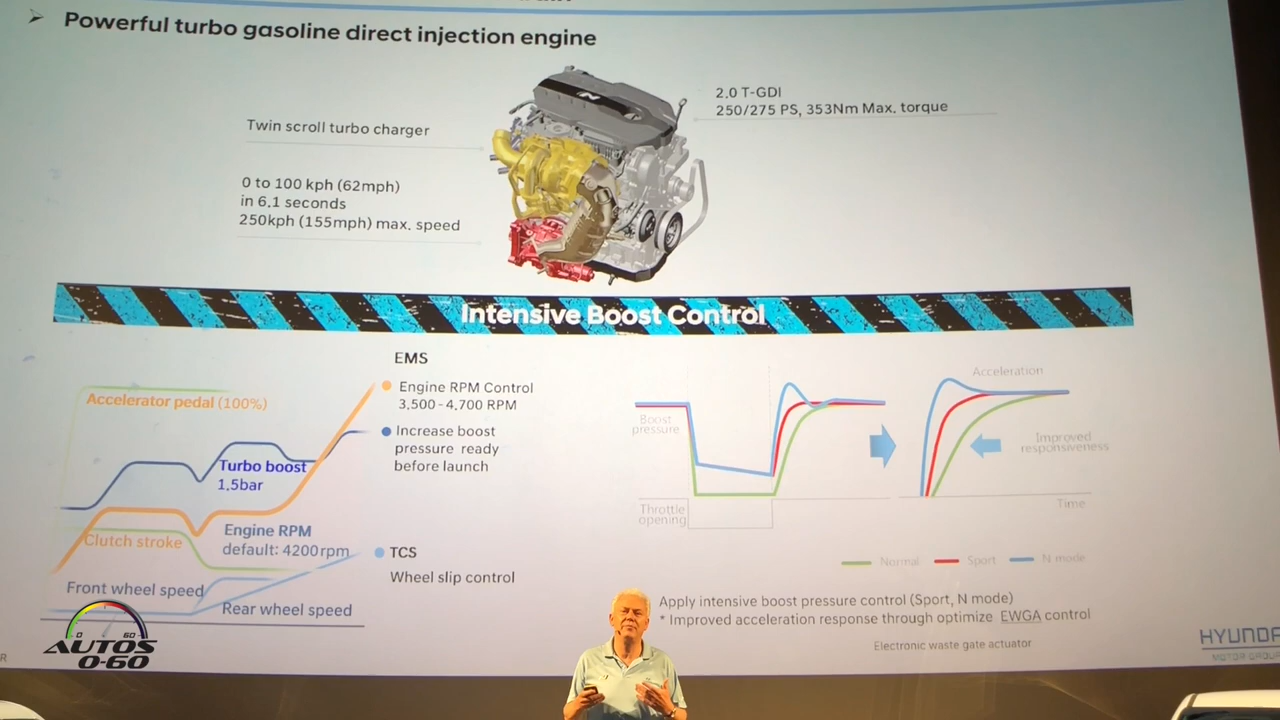 Powerful turbo gasoline direct injection engine
N
2.0 T-GDI
250/275 PS, 353Nm Max. torque
Twin scroll turbo charger
0 to 100 kph (62mph)
in 6.1 seconds
250kph (155mph) max. speed
Intensive Boost Control
EMS
Accelerator pedal (100%)
Engine RPM Control
3,500-4,700 RPM
Increase boost
pressure ready
before launch
Turbo boost
1.5bar
Clutch stroke
Engine RPM
default: 4200rpm
TCS
Wheel slip control
Front wheel speed
Rear wheel speed
Boost
pressure
Throttle
opening
Acceleration
Improved
responsiveness
Time
Normal
Sport
N mode
Apply intensive boost pressure control (Sport, N mode)
* Improved acceleration response through optimize EWGA control
Electronic waste gate actuator
HYUNDA
MOTOR GROUP
R
0 60
AUTOS
0-60